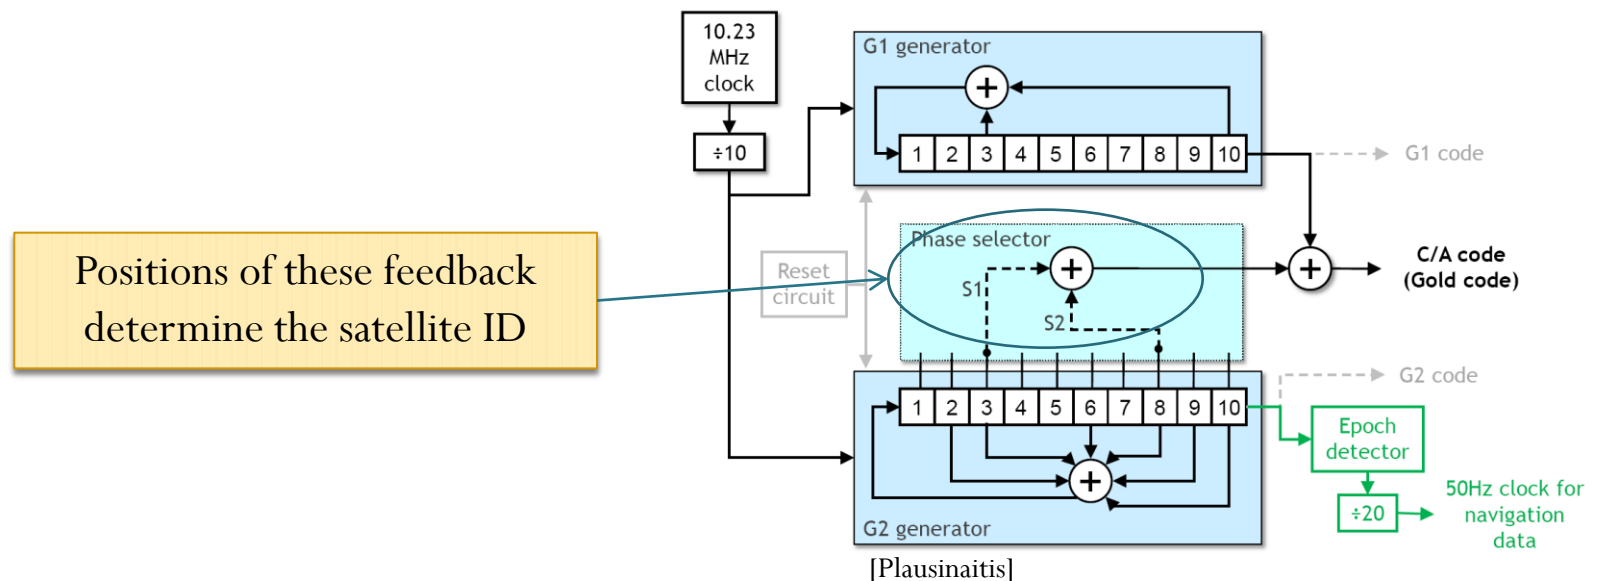 10.23
MHz
clock
÷10
G1 generator
+
1 2 3 4 5 6 7 8 9 10
G1 code
Positions of these feedback
determine the satellite ID
Reset
circuit
Phase selector
S1
+
S2
+
C/A code
(Gold code)
1 2 3 4 5 6 7 8 9 10
+
G2 generator
G2 code
Epoch
detector
÷20
50Hz clock for
navigation
data
[Plausinaitis]